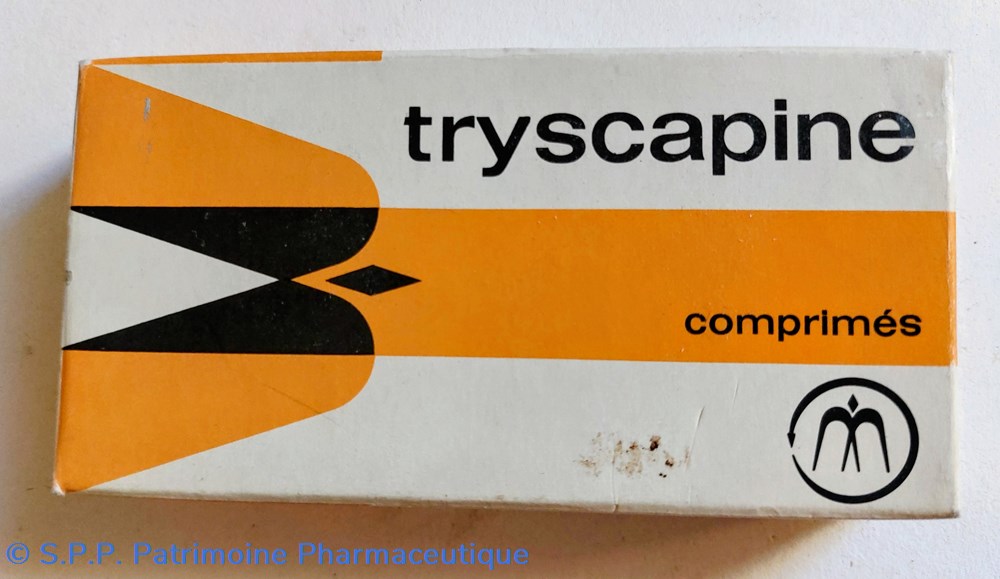 tryscapine
comprimés
© S.P.P. Patrimoine Pharmaceutique